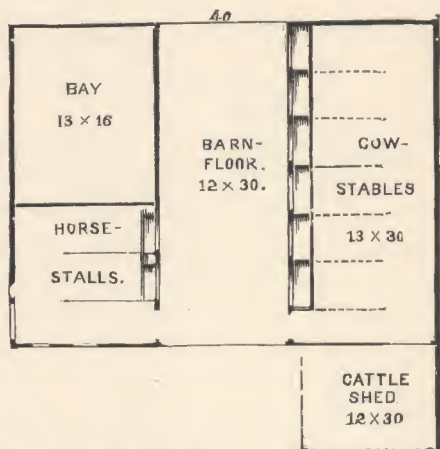 40
BAY
13 × 16
BARN-
FLOOR.
12 × 30.
COW-
STABLES
13 × 30
HORSE-
STALLS.
CATTLE
SHED
12 × 30